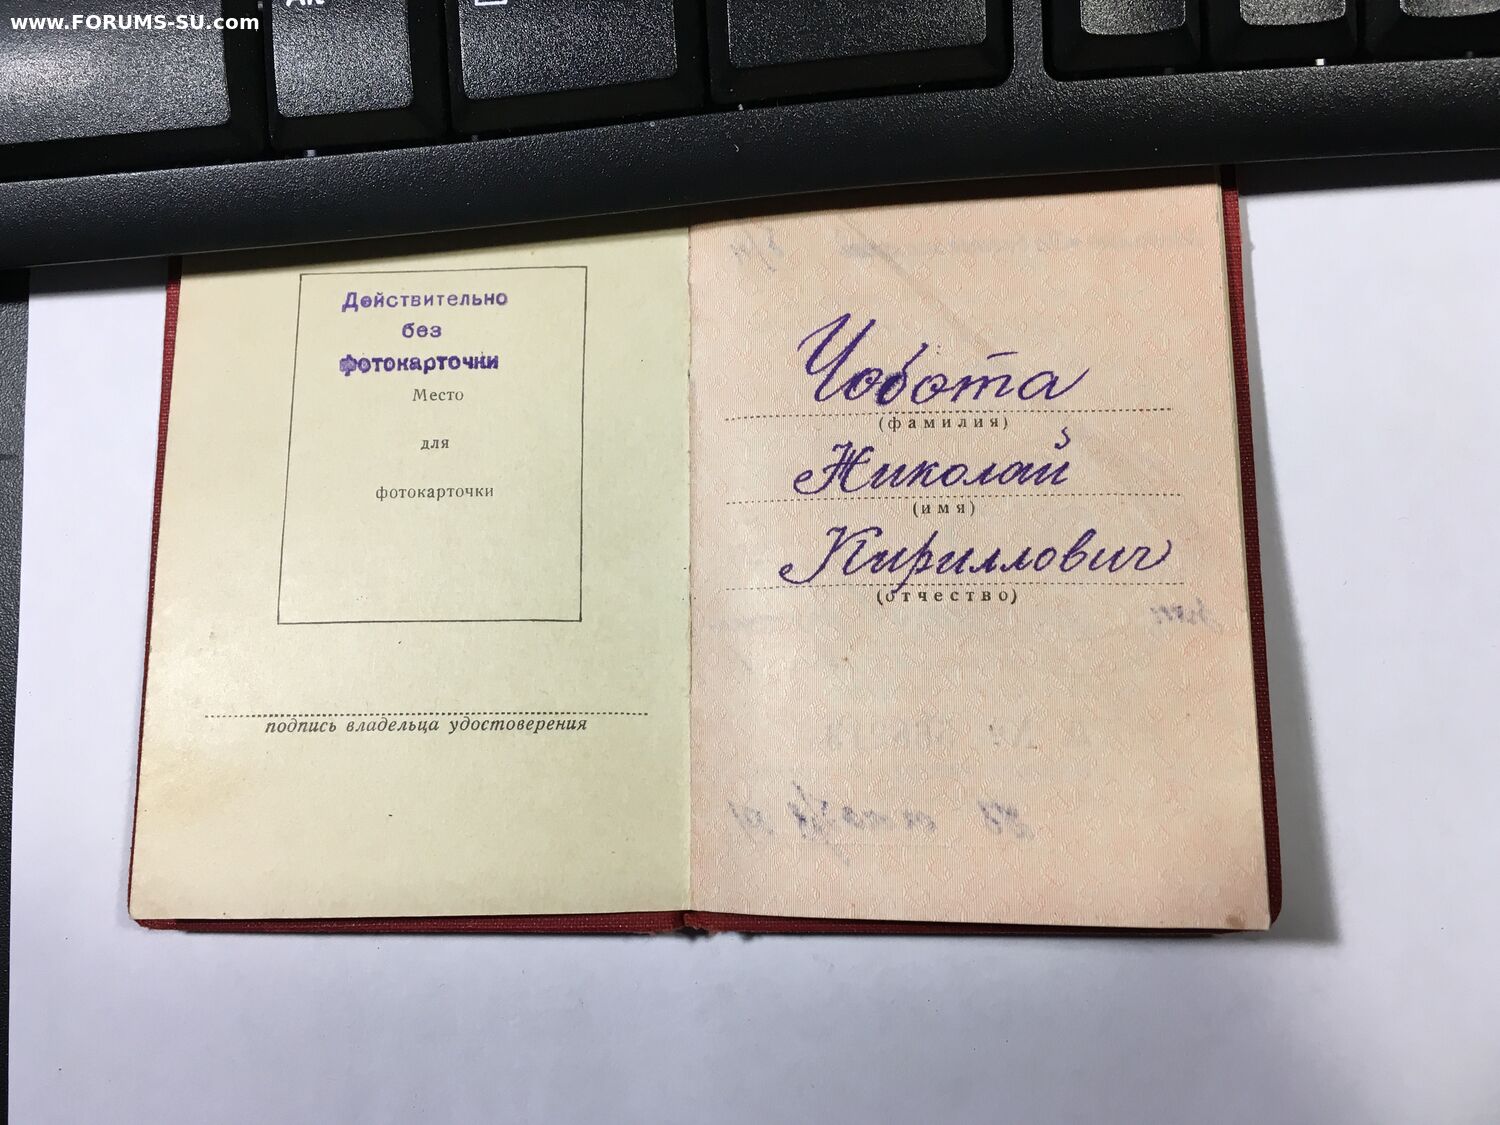 www.FORUMS-SU.com
Действительно
без
фотокарточки
Место
для
фотокарточки
подпись владельца удостоверения
Чобота
(фамилия)
Николай
(имя)
Кириллович
(отчество)